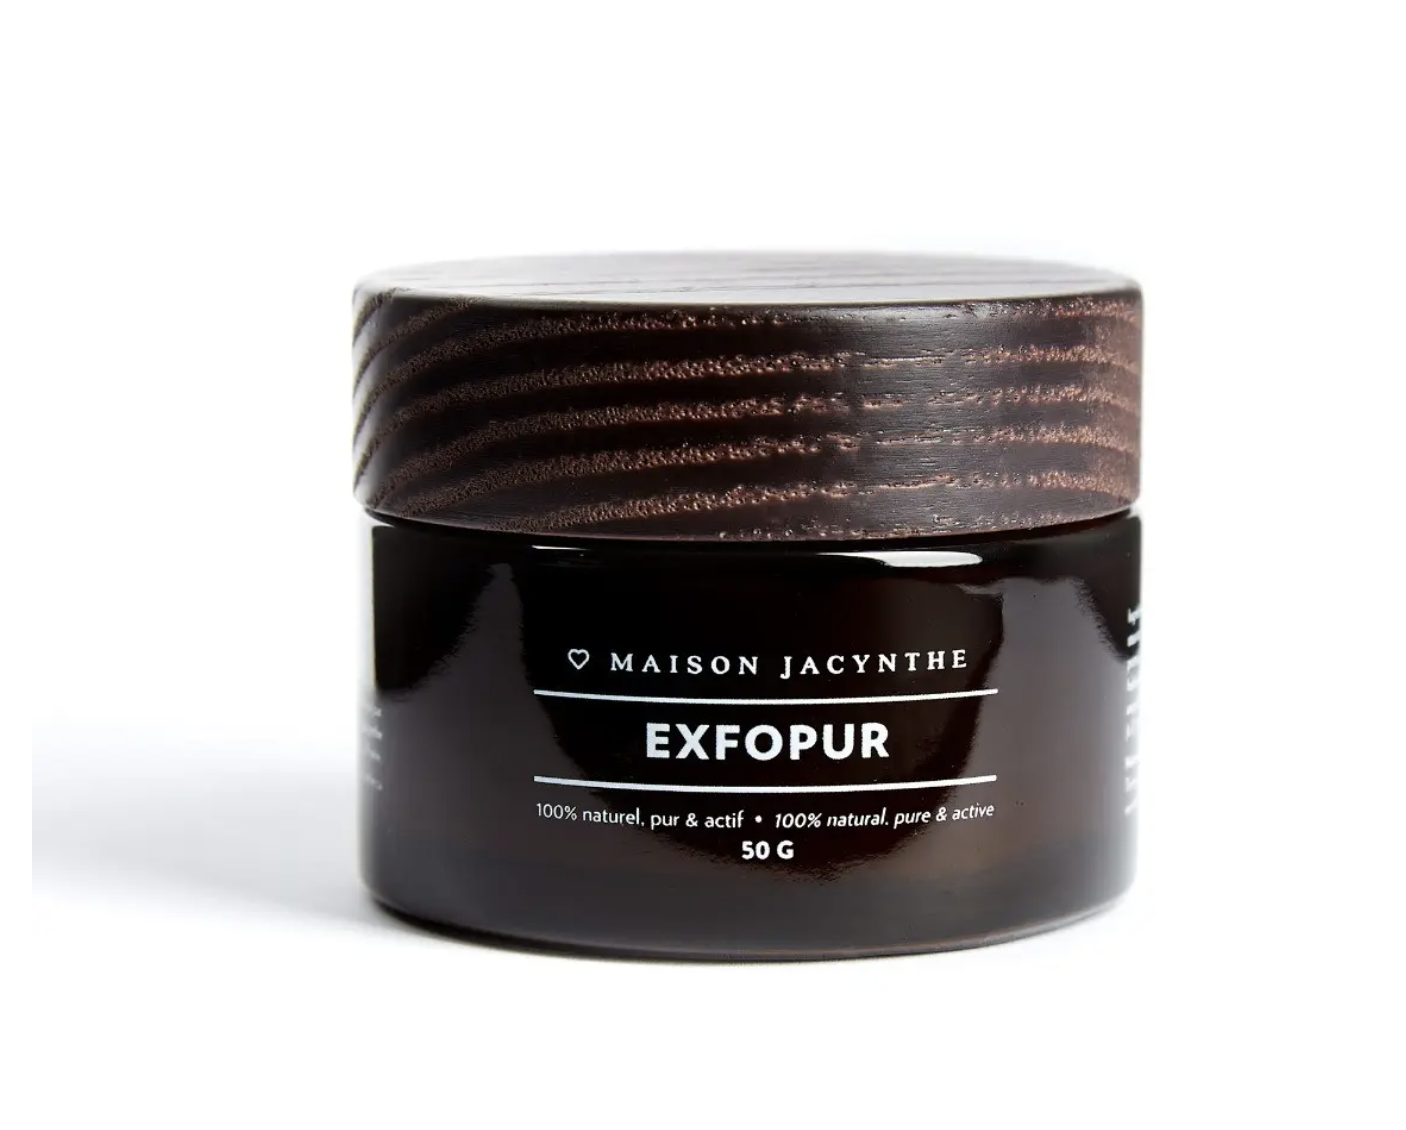 ♡ MAISON JACYNTHE
EXFOPUR
100% naturel, pur & actif • 100% natural, pure & active
50 G